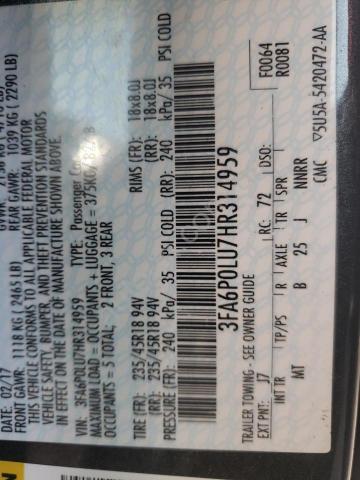 DATE: 02/17
FRONT GAWR: 1118 KG (2465 LB)
REAR GAWR: 1039 KG (2290 LB)
THIS VEHICLE CONFORMS TO ALL APPLICABLE FEDERAL MOTOR
VEHICLE SAFETY, BUMPER, AND THEFT PREVENTION STANDARDS
IN EFFECT ON THE DATE OF MANUFACTURE SHOWN ABOVE.
VIN: 3FA6P0LU7HR314959
TYPE: Passenger Car
MAXIMUM LOAD = OCCUPANTS + LUGGAGE = 375KG
OCCUPANTS = 5 TOTAL; 2 FRONT, 3 REAR
TIRE (FR): 235/45R18 94V RIMS (FR): 18x8.0J
(RR): 235/45R18 94V (RR): 18x8.0J
PRESSURE (FR): 240 kPa/ 35 PSI COLD (RR): 240 kPa/ 35 PSI COLD
3FA6P0LU7HR314959
TRAILER TOWING - SEE OWNER GUIDE
F0064
R0081
EXT PNT: J7 RC: 72 DSO:
INT TR TP/PS R AXLE TR SPR
MT B 25 J NNRR
CMC
▽5U5A-5420472-AA